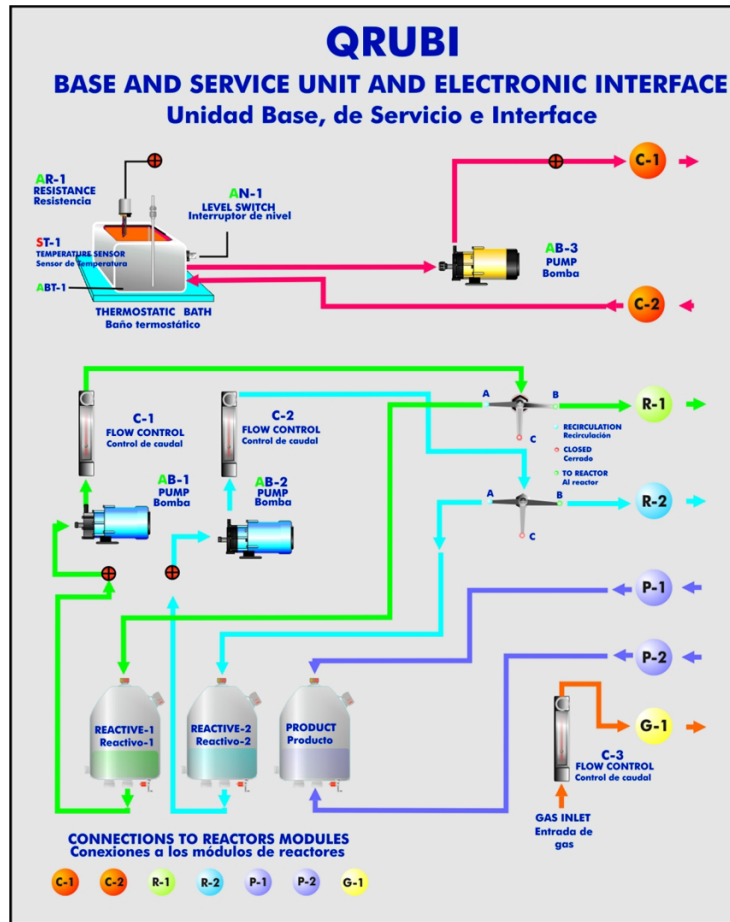 QRUBI
BASE AND SERVICE UNIT AND ELECTRONIC INTERFACE
Unidad Base, de Servicio e Interface
AR-1
RESISTANCE
Resistencia
AN-1
LEVEL SWITCH
Interruptor de nivel
C-1
ST-1
TEMPERATURE SENSOR
Sensor de Temperatura
ABT-1
AB-3
PUMP
Bomba
THERMOSTATIC BATH
Baño termostático
C-2
C-1
FLOW CONTROL
Control de caudal
C-2
FLOW CONTROL
Control de caudal
A
B
C
R-1
RECIRCULATION
Recirculación
CLOSED
Cerrado
TO REACTOR
Al reactor
AB-1
PUMP
Bomba
AB-2
PUMP
Bomba
A
B
C
R-2
P-1
P-2
REACTIVE-1
Reactivo-1
REACTIVE-2
Reactivo-2
PRODUCT
Producto
G-1
C-3
FLOW CONTROL
Control de caudal
GAS INLET
Entrada de
gas
CONNECTIONS TO REACTORS MODULES
Conexiones a los módulos de reactores
C-1 C-2 R-1 R-2 P-1 P-2 G-1